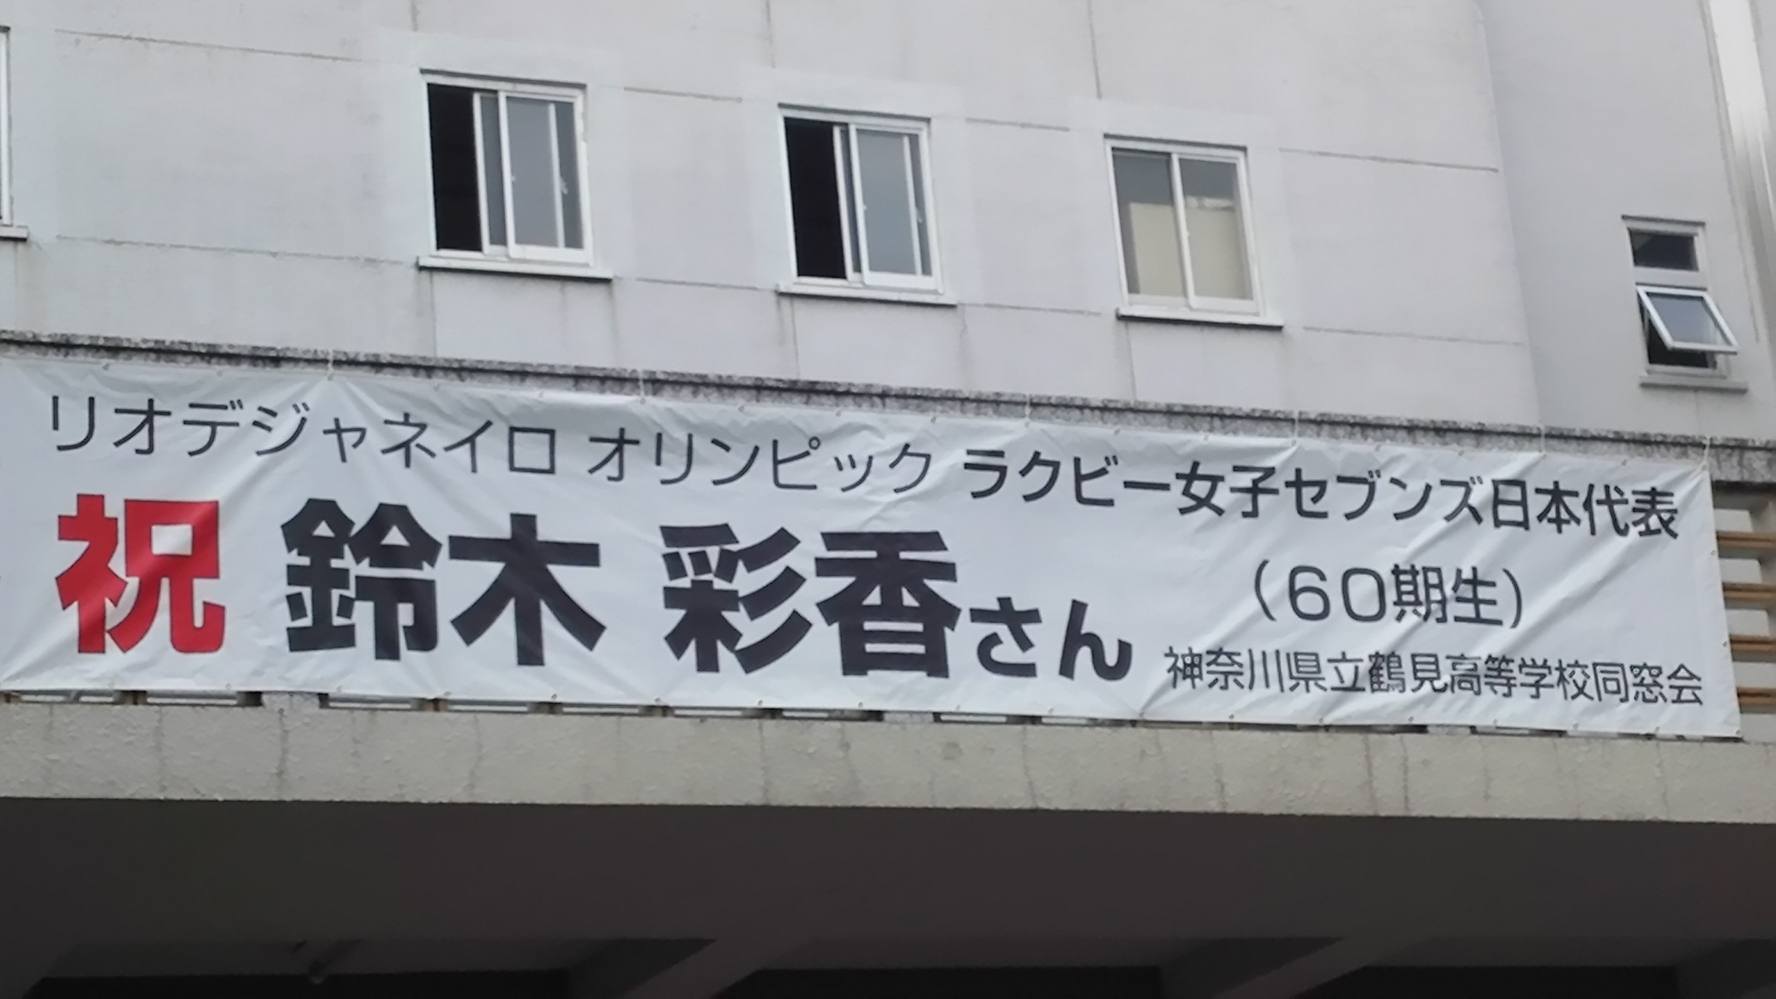 リオデジャネイロ オリンピック ラクビー女子セブンズ日本代表
祝 鈴木 彩香さん
（60期生）
神奈川県立鶴見高等学校同窓会